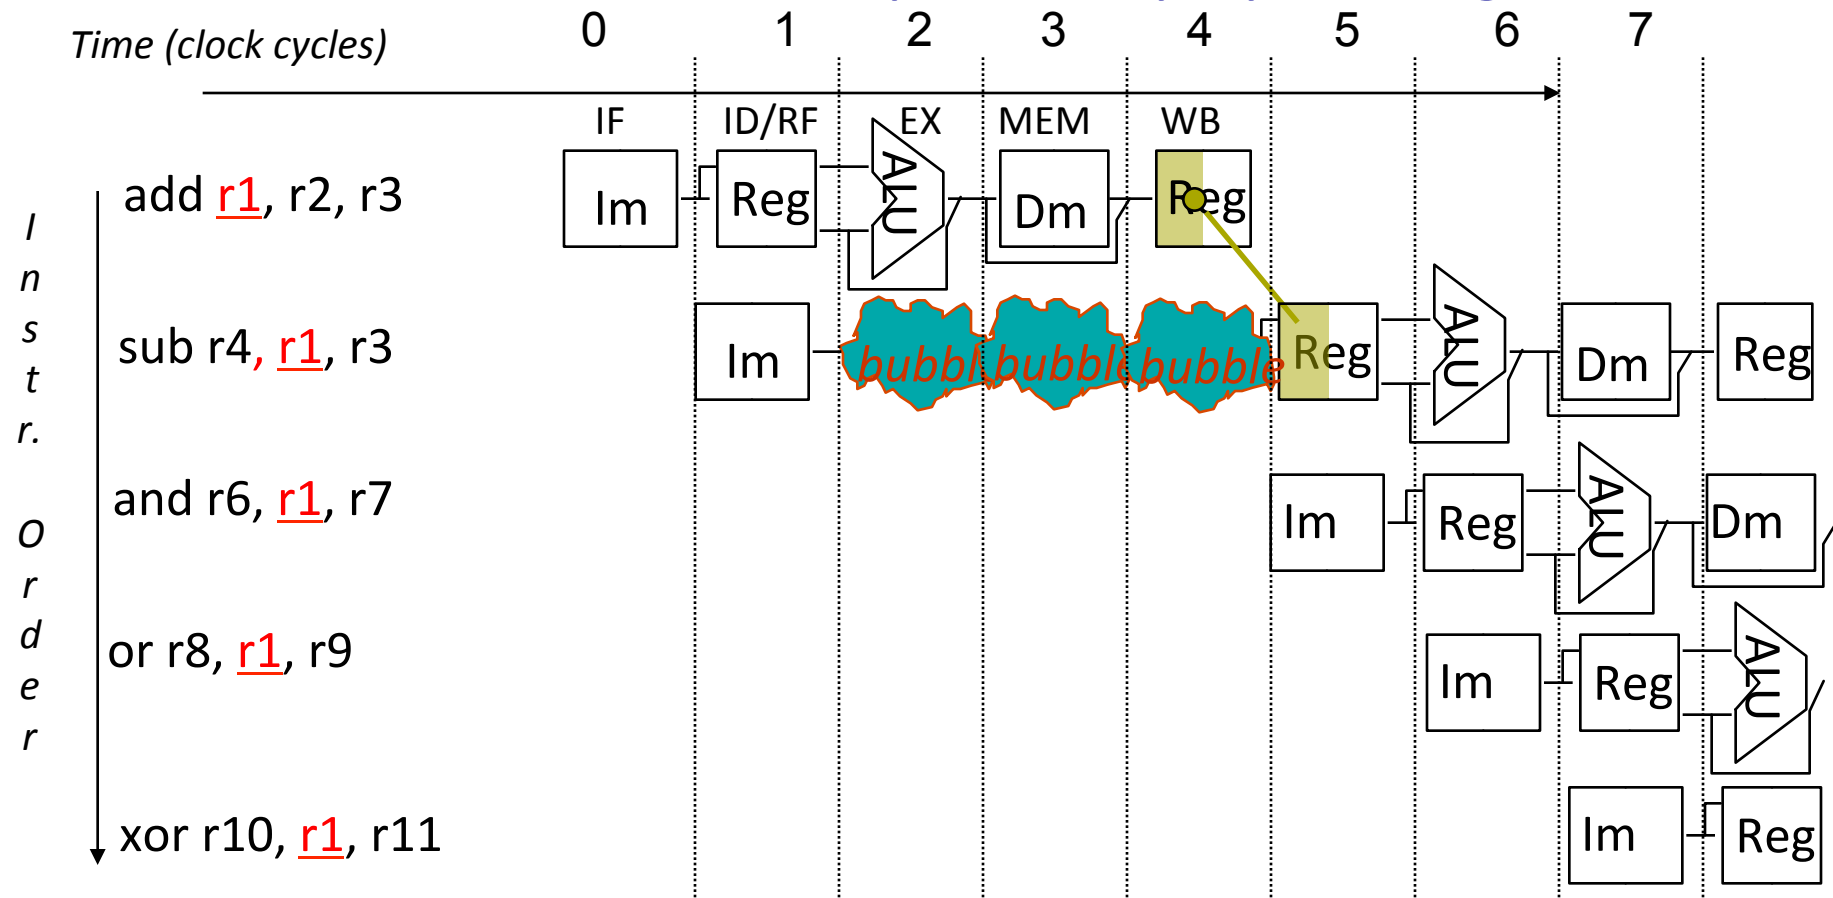 Time (clock cycles)
0 1 2 3 4 5 6 7
IF ID/RF EX MEM WB
Instr. Order
add r1, r2, r3
Im Reg ALU Dm Reg
sub r4, r1, r3
Im bubbl bubble bubble Reg ALU Dm Reg
and r6, r1, r7
Im Reg ALU Dm
or r8, r1, r9
Im Reg ALU
xor r10, r1, r11
Im Reg